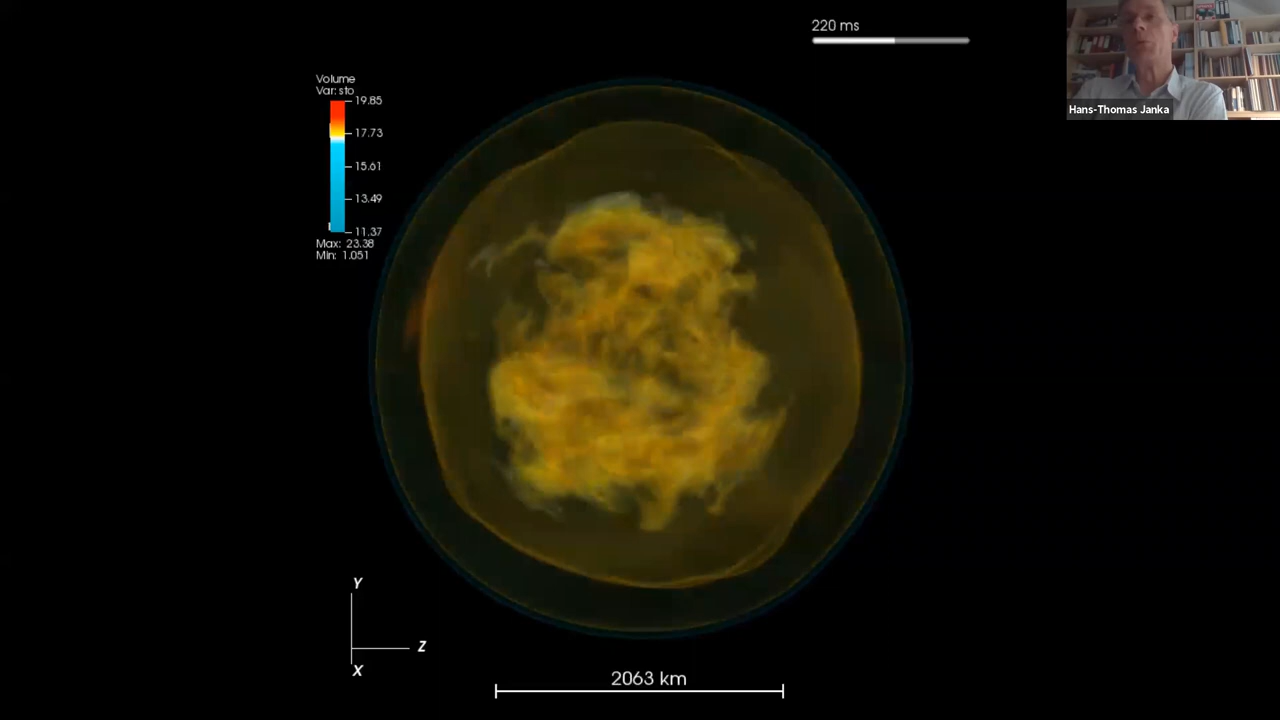 220 ms
Hans-Thomas Janka
Volume
Var: sto
19.85
17.73
15.61
13.49
11.37
Max: 23.38
Min: 1.051
Y
Z
X
2063 km